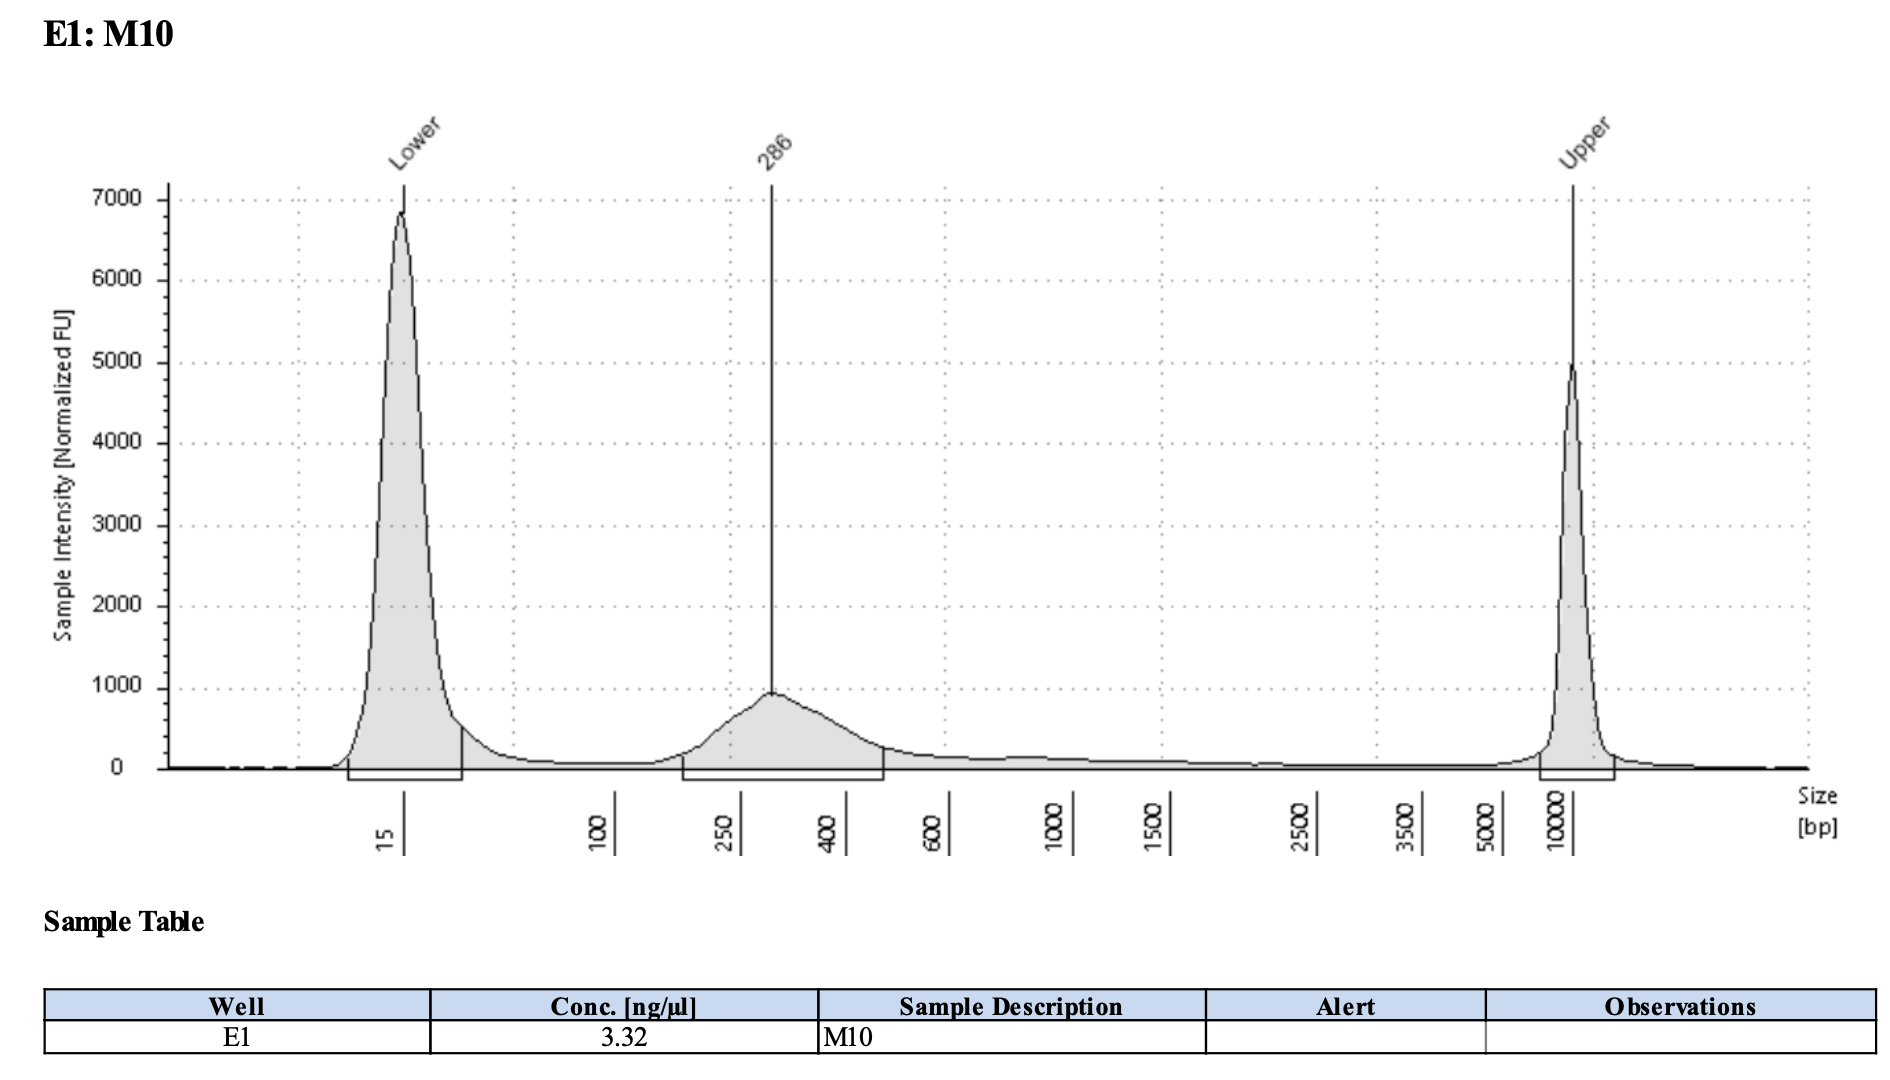 E1: M10
Lower
286
Upper
Sample Intensity [Normalized FU]
7000
6000
5000
4000
3000
2000
1000
0
15
100
250
400
600
1000
1500
2500
3500
5000
10000
Size
[bp]
Sample Table
Well Conc. [ng/µl] Sample Description Alert Observations
E1 3.32 M10